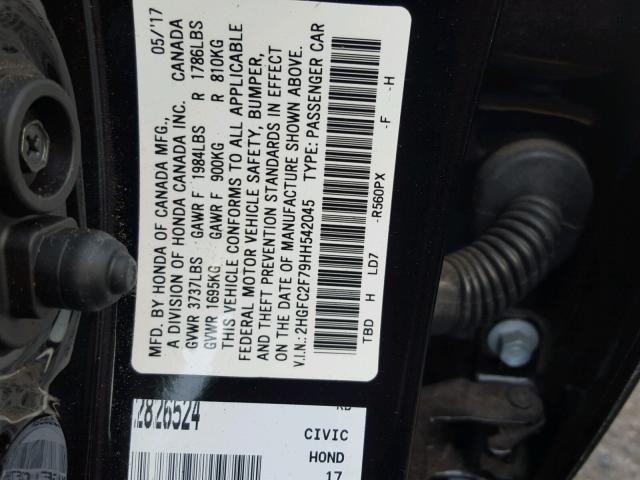 MFD. BY HONDA OF CANADA MFG., 05/'17
A DIVISION OF HONDA CANADA INC. CANADA
GVWR 3737LBS GAWR F 1984LBS R 1786LBS
GVWR 1695KG GAWR F 900KG R 810KG
THIS VEHICLE CONFORMS TO ALL APPLICABLE
FEDERAL MOTOR VEHICLE SAFETY, BUMPER,
AND THEFT PREVENTION STANDARDS IN EFFECT
ON THE DATE OF MANUFACTURE SHOWN ABOVE.
V.I.N.: 2HGFC2F79HH542045 TYPE: PASSENGER CAR
TBD H LD7 -R560PX -F -H
2826524
CIVIC
HOND
17